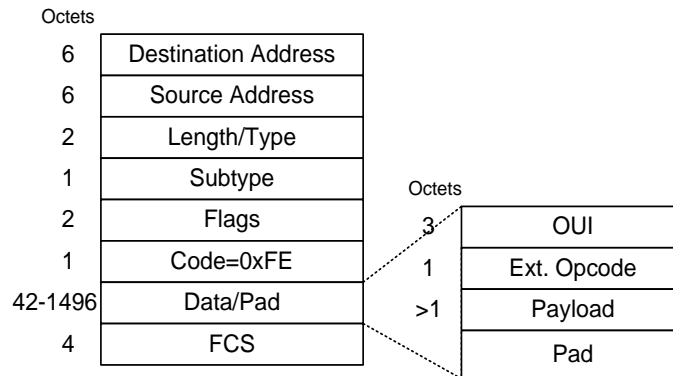 Octets
6 Destination Address
6 Source Address
2 Length/Type
1 Subtype
2 Flags
1 Code=0xFE
42-1496 Data/Pad
4 FCS
Octets
3 OUI
1 Ext. Opcode
>1 Payload
Pad